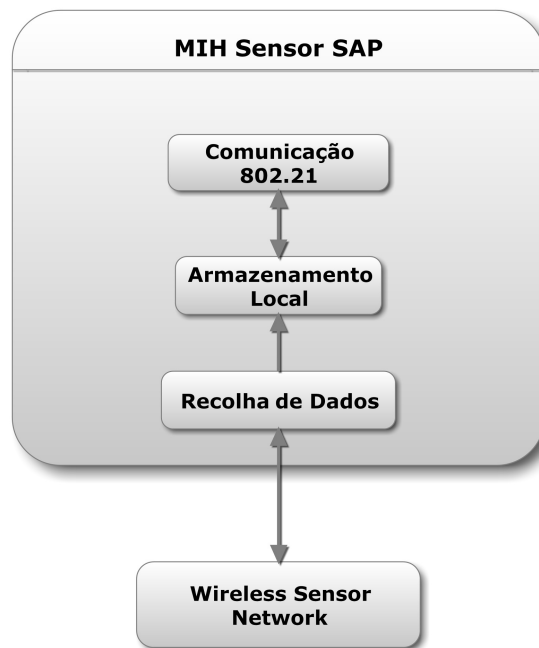 MIH Sensor SAP
Comunicação
802.21
Armazenamento
Local
Recolha de Dados
Wireless Sensor
Network